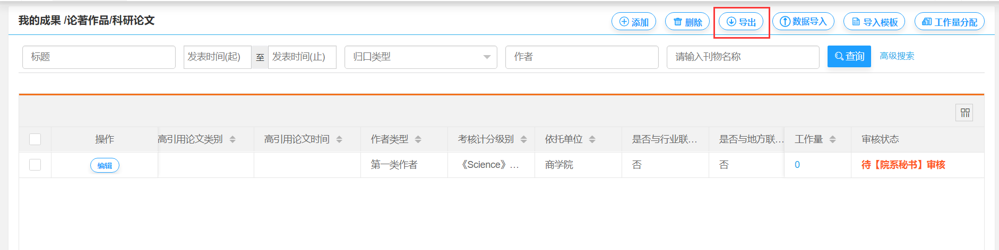 我的成果 /论著作品/科研论文
添加 删除 导出 数据导入 导入模板 工作量分配
标题 发表时间(起) 至 发表时间(止) 归口类型 作者 请输入刊物名称 查询 高级搜索
操作 高引用论文类别 高引用论文时间 作者类型 考核计分级别 依托单位 是否与行业联... 是否与地方联... 工作量 审核状态
编辑 第一类作者 《Science》... 商学院 否 否 0 待【院系秘书】审核